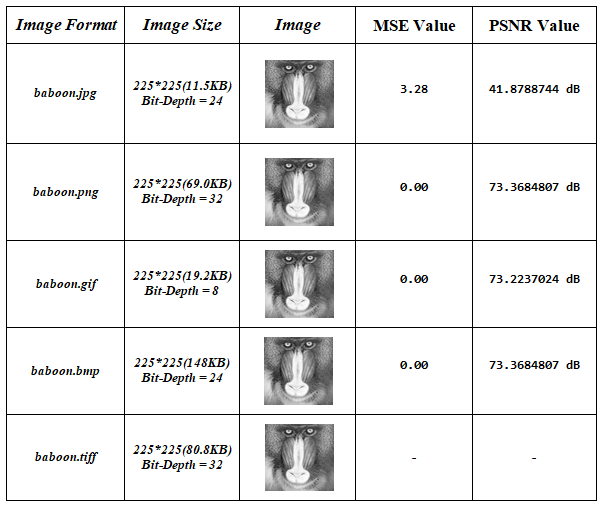 Image Format Image Size Image MSE Value PSNR Value
baboon.jpg 225*225(11.5KB) 3.28 41.8788744 dB
Bit-Depth = 24
baboon.png 225*225(69.0KB) 0.00 73.3684807 dB
Bit-Depth = 32
baboon.gif 225*225(19.2KB) 0.00 73.2237024 dB
Bit-Depth = 8
baboon.bmp 225*225(148KB) 0.00 73.3684807 dB
Bit-Depth = 24
baboon.tiff 225*225(80.8KB) - -
Bit-Depth = 32